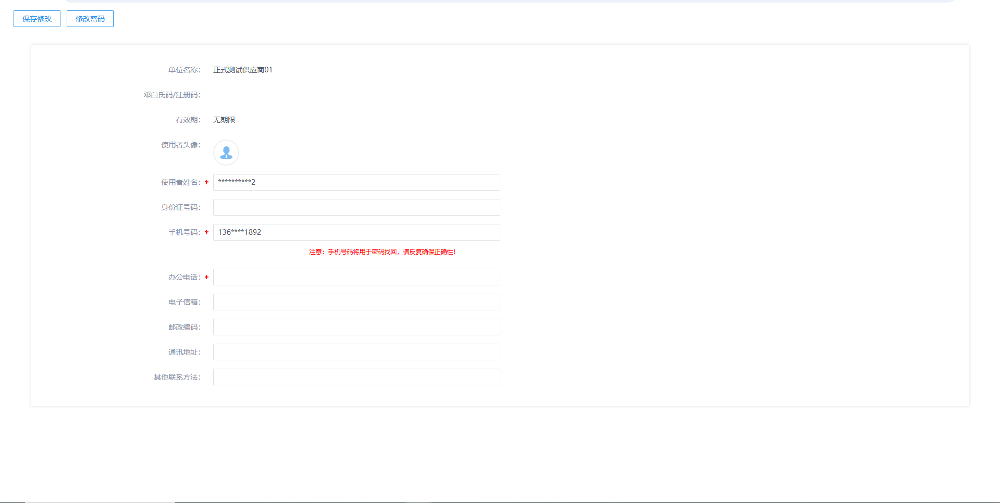 保存修改 修改密码
单位名称： 正式测试供应商01
邓白氏码/注册码：
有效期： 无期限
使用者头像：
使用者姓名：* **********2
身份证号码：
手机号码：* 136****1892
注意：手机号码将用于密码找回，请反复确保正确性！
办公电话：*
电子信箱：
邮政编码：
通讯地址：
其他联系方法：